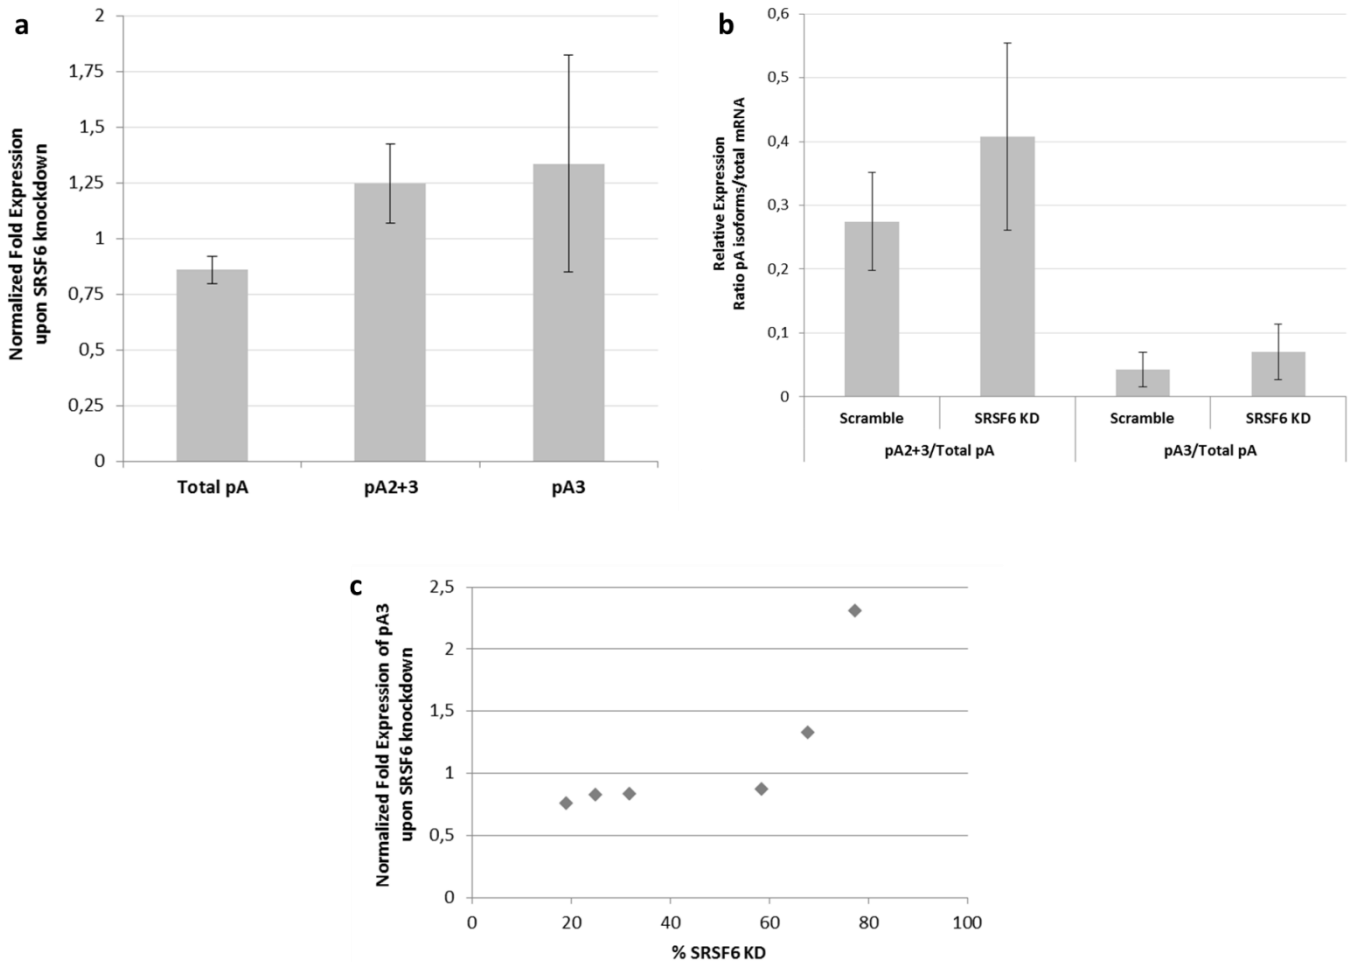 a
Normalized Fold Expression
upon SRSF6 knockdown
2
1,75
1,5
1,25
1
0,75
0,5
0,25
0
Total pA
pA2+3
pA3
b
Relative Expression
Ratio pA isoforms/total mRNA
0,6
0,5
0,4
0,3
0,2
0,1
0
Scramble
SRSF6 KD
Scramble
SRSF6 KD
pA2+3/Total pA
pA3/Total pA
c
Normalized Fold Expression of pA3
upon SRSF6 knockdown
2,5
2
1,5
1
0,5
0
0
20
40
60
80
100
% SRSF6 KD